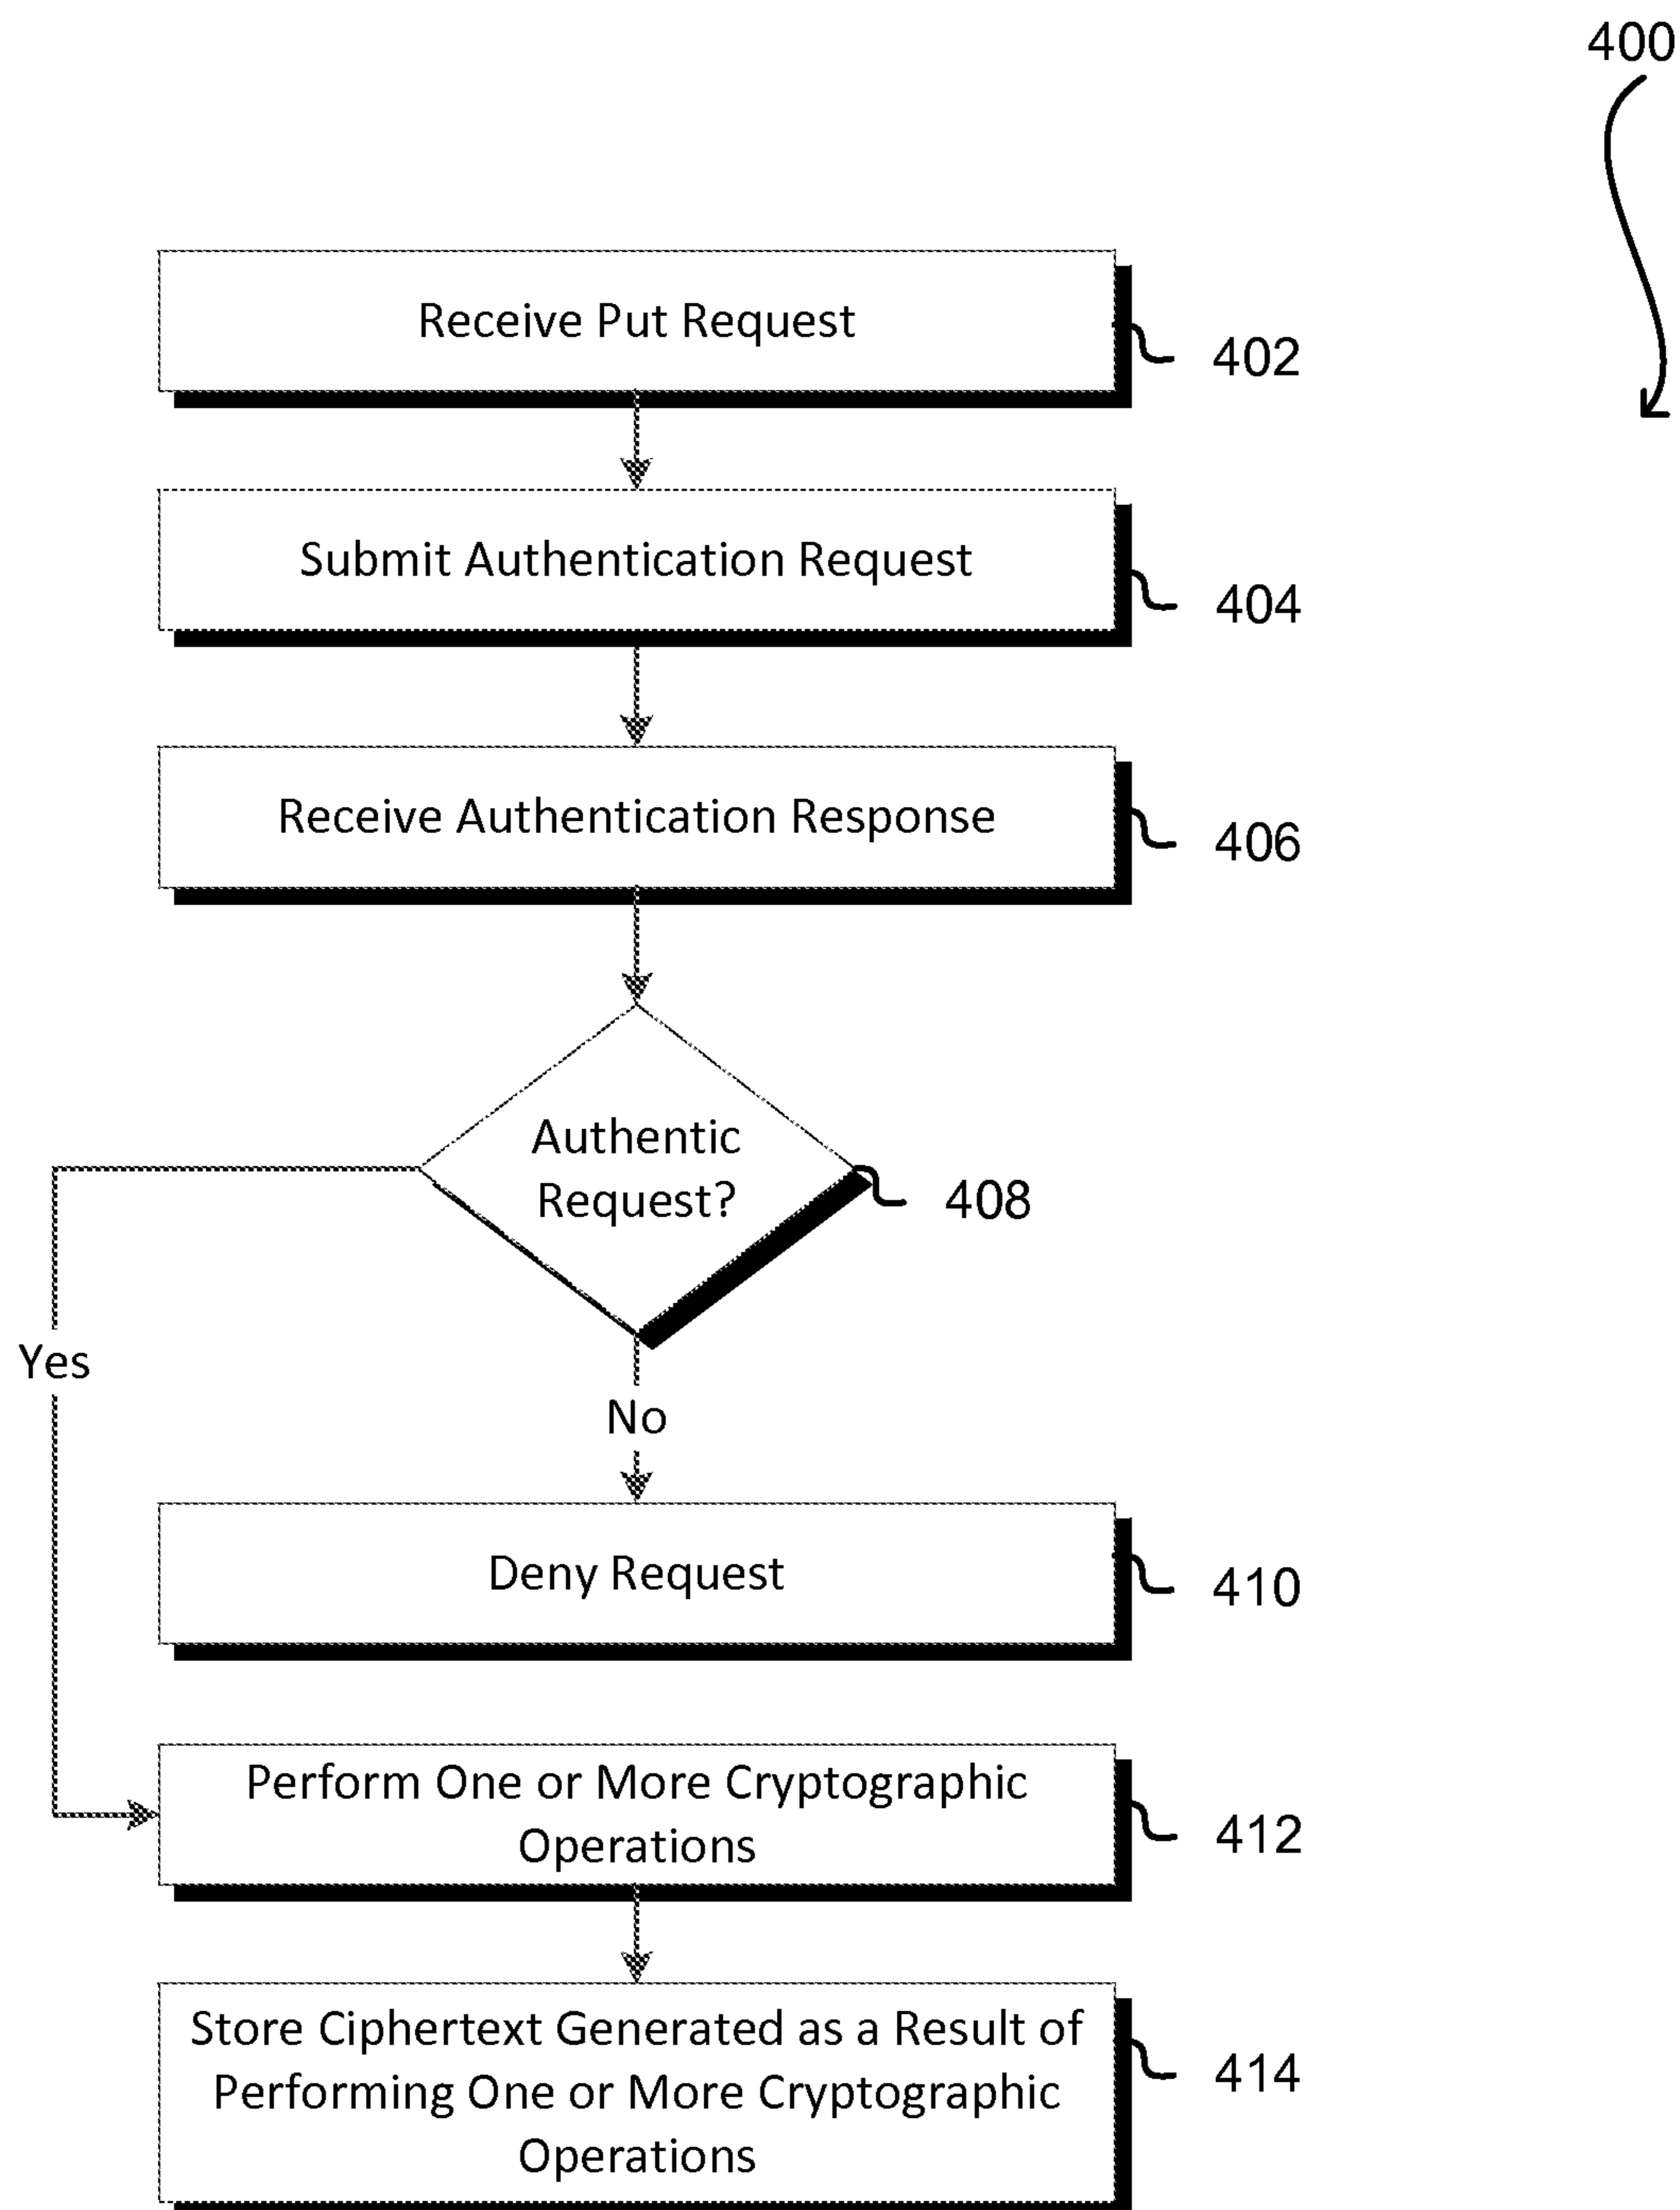 400
Receive Put Request
402
Submit Authentication Request
404
Receive Authentication Response
406
Authentic
Request?
408
Yes
No
Deny Request
410
Perform One or More Cryptographic
Operations
412
Store Ciphertext Generated as a Result of
Performing One or More Cryptographic
Operations
414